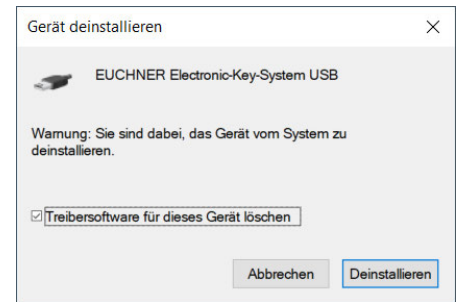 Gerät deinstallieren
EUCHNER Electronic-Key-System USB
Warnung: Sie sind dabei, das Gerät vom System zu
deinstallieren.
Treibersoftware für dieses Gerät löschen
Abbrechen
Deinstallieren